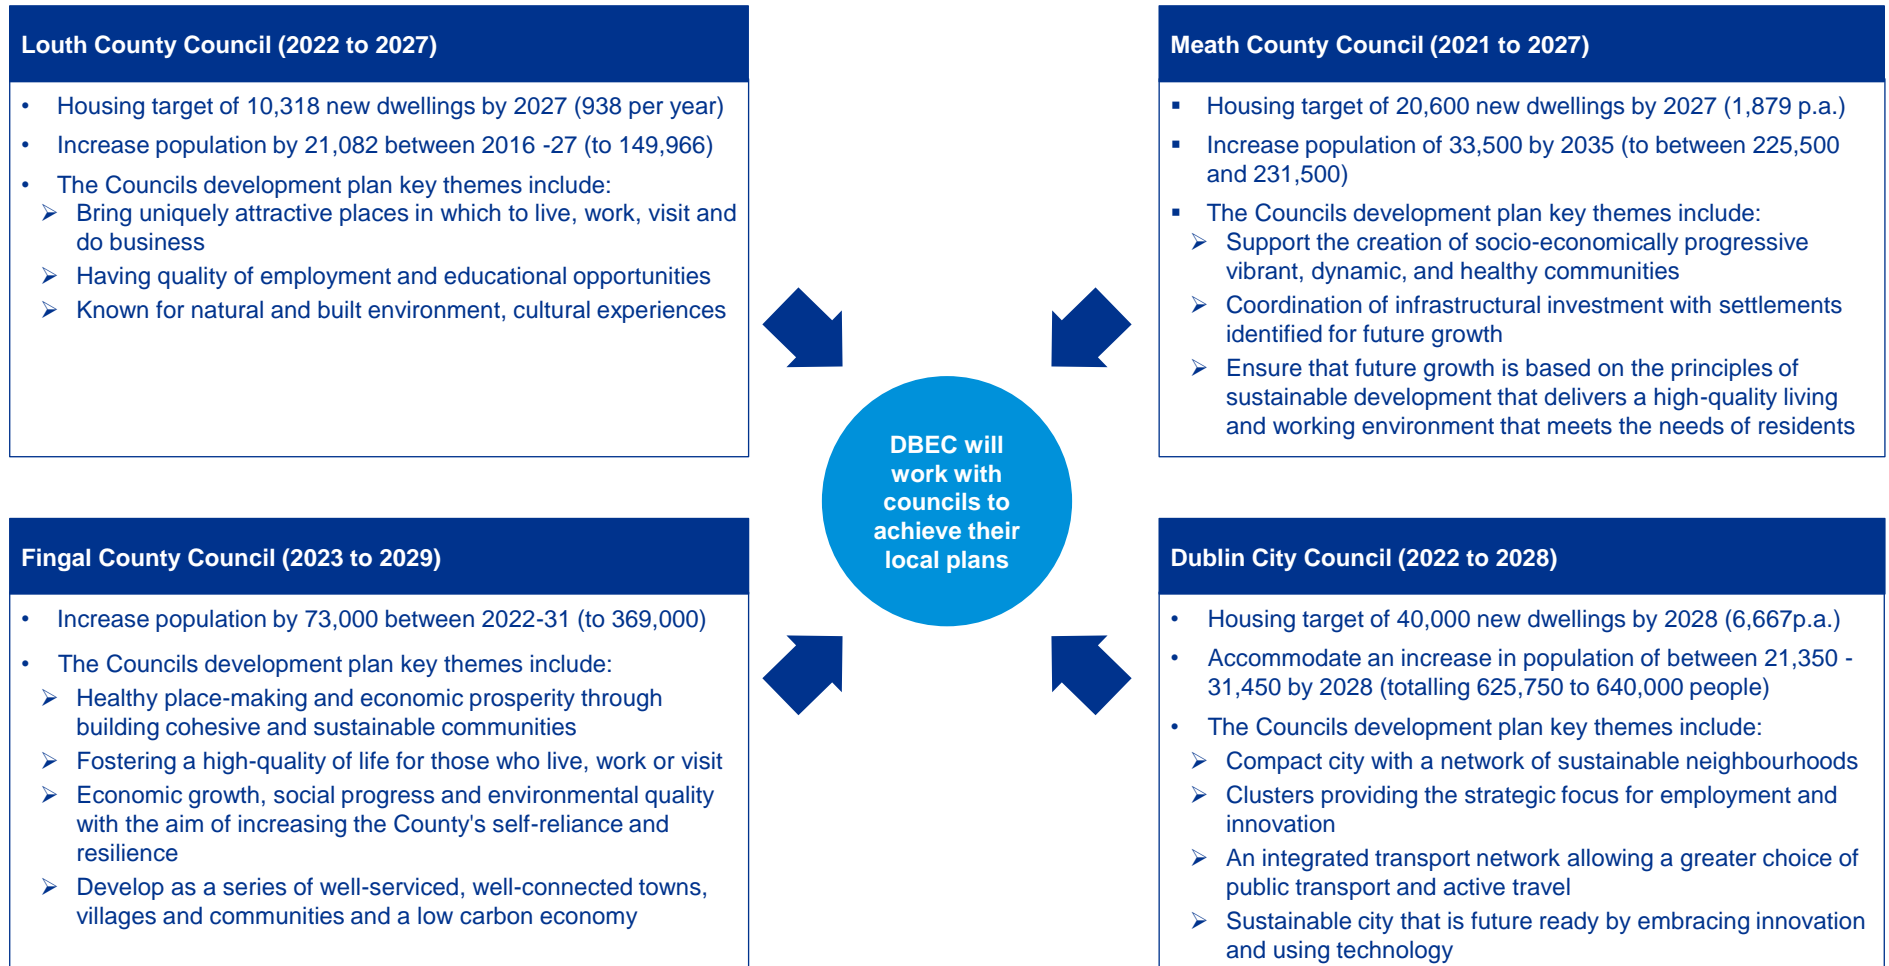 Louth County Council (2022 to 2027)
• Housing target of 10,318 new dwellings by 2027 (938 per year)
• Increase population by 21,082 between 2016 -27 (to 149,966)
• The Councils development plan key themes include:
➢ Bring uniquely attractive places in which to live, work, visit and
do business
➢ Having quality of employment and educational opportunities
➢ Known for natural and built environment, cultural experiences
Meath County Council (2021 to 2027)
▪ Housing target of 20,600 new dwellings by 2027 (1,879 p.a.)
▪ Increase population of 33,500 by 2035 (to between 225,500
and 231,500)
▪ The Councils development plan key themes include:
➢ Support the creation of socio-economically progressive
vibrant, dynamic, and healthy communities
➢ Coordination of infrastructural investment with settlements
identified for future growth
➢ Ensure that future growth is based on the principles of
sustainable development that delivers a high-quality living
and working environment that meets the needs of residents
DBEC will
work with
councils to
achieve their
local plans
Fingal County Council (2023 to 2029)
• Increase population by 73,000 between 2022-31 (to 369,000)
• The Councils development plan key themes include:
➢ Healthy place-making and economic prosperity through
building cohesive and sustainable communities
➢ Fostering a high-quality of life for those who live, work or visit
➢ Economic growth, social progress and environmental quality
with the aim of increasing the County's self-reliance and
resilience
➢ Develop as a series of well-serviced, well-connected towns,
villages and communities and a low carbon economy
Dublin City Council (2022 to 2028)
• Housing target of 40,000 new dwellings by 2028 (6,667p.a.)
• Accommodate an increase in population of between 21,350 -
31,450 by 2028 (totalling 625,750 to 640,000 people)
• The Councils development plan key themes include:
➢ Compact city with a network of sustainable neighbourhoods
➢ Clusters providing the strategic focus for employment and
innovation
➢ An integrated transport network allowing a greater choice of
public transport and active travel
➢ Sustainable city that is future ready by embracing innovation
and using technology